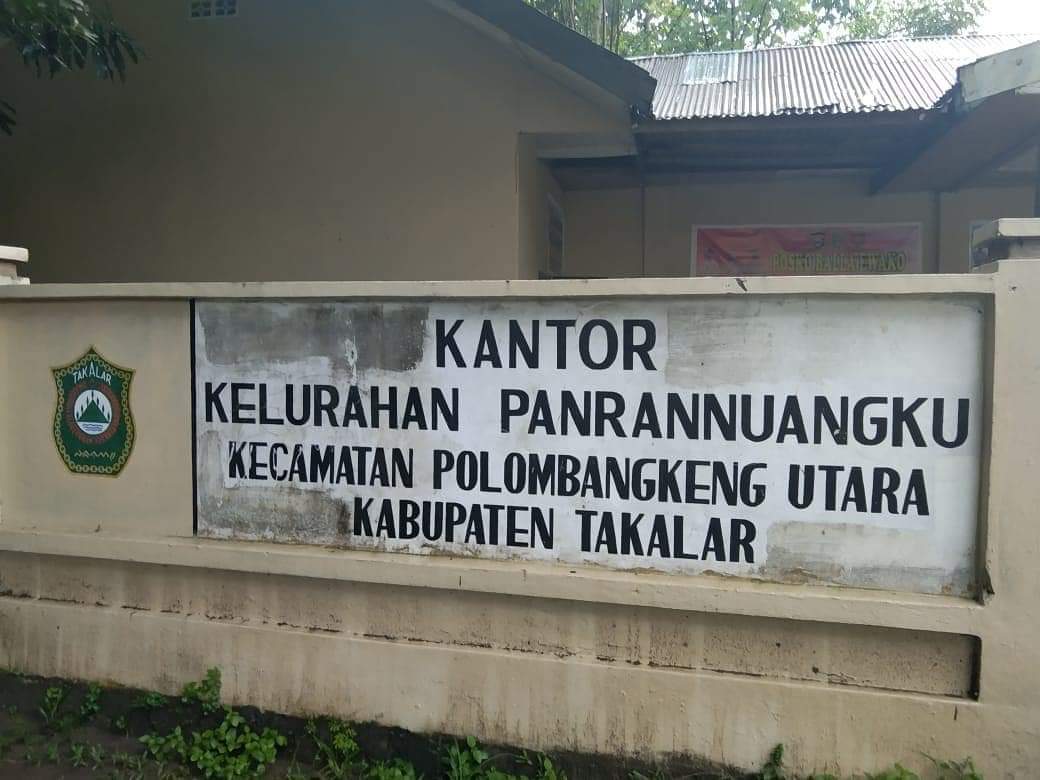 KANTOR
KELURAHAN PANRANNUANGKU
KECAMATAN POLOMBANGKENG UTARA
KABUPATEN TAKALAR
TAKALAR